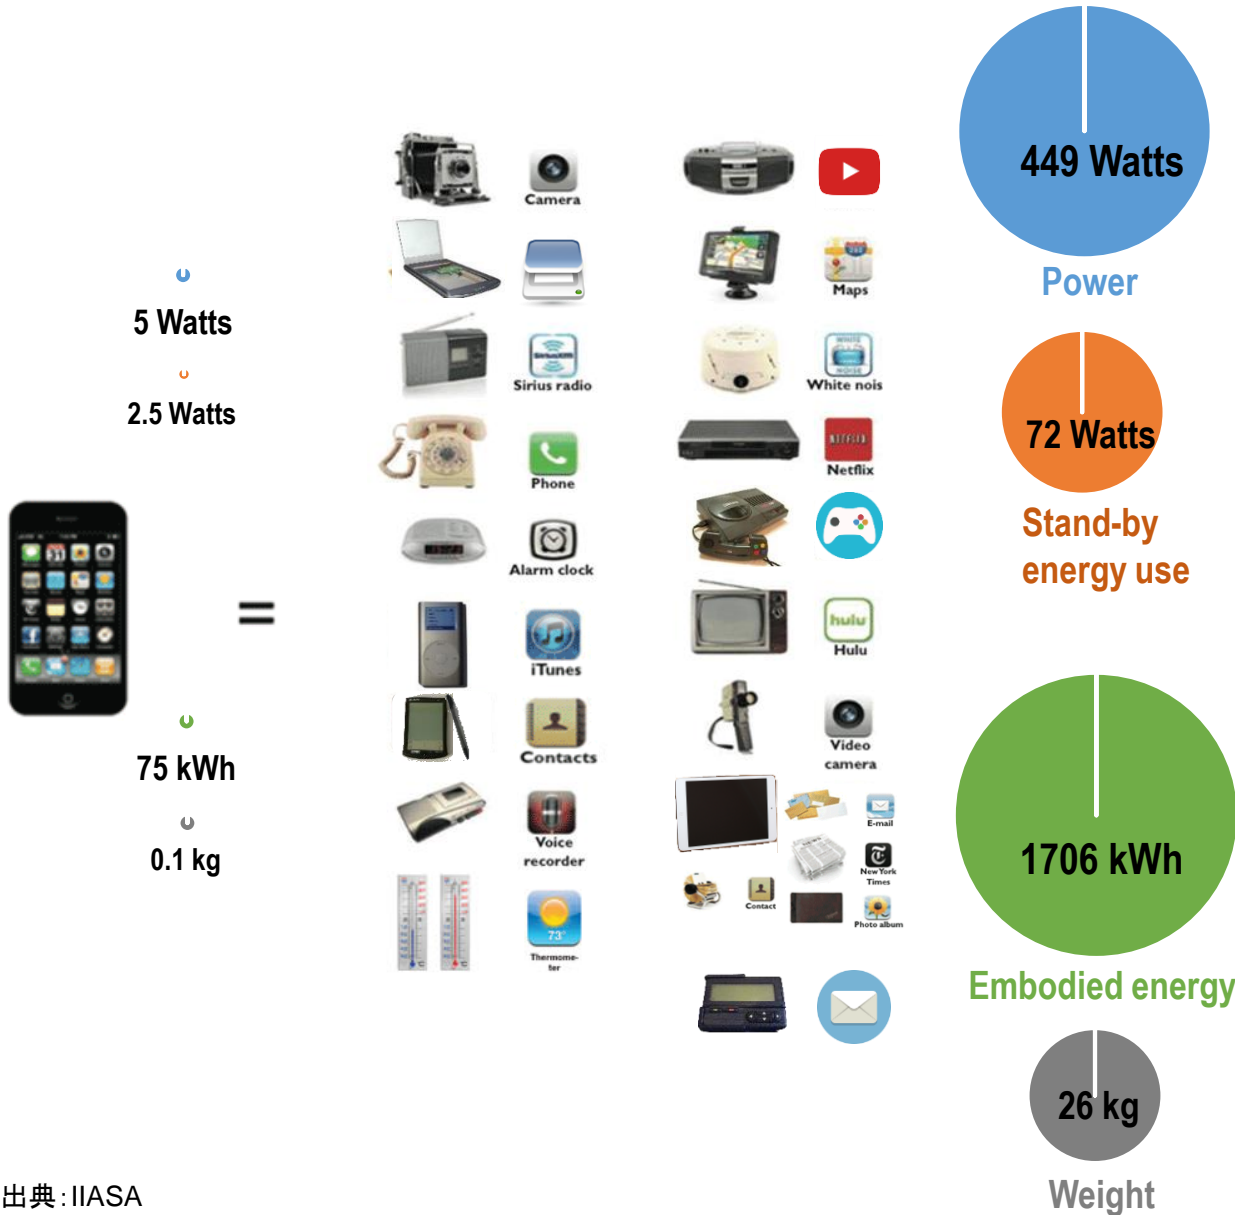 5 Watts
2.5 Watts
=
75 kWh
0.1 kg
Camera
Sirius radio
Phone
Alarm clock
iTunes
Contacts
Voice
recorder
73°
Thermome-
ter
Maps
WHITE
NOISE
White nois
NETFLIX
Netflix
hulu
Hulu
Video
camera
E-mail
New York
Times
Contact
Photo album
449 Watts
Power
72 Watts
Stand-by
energy use
1706 kWh
Embodied energy
26 kg
Weight
出典:IIASA